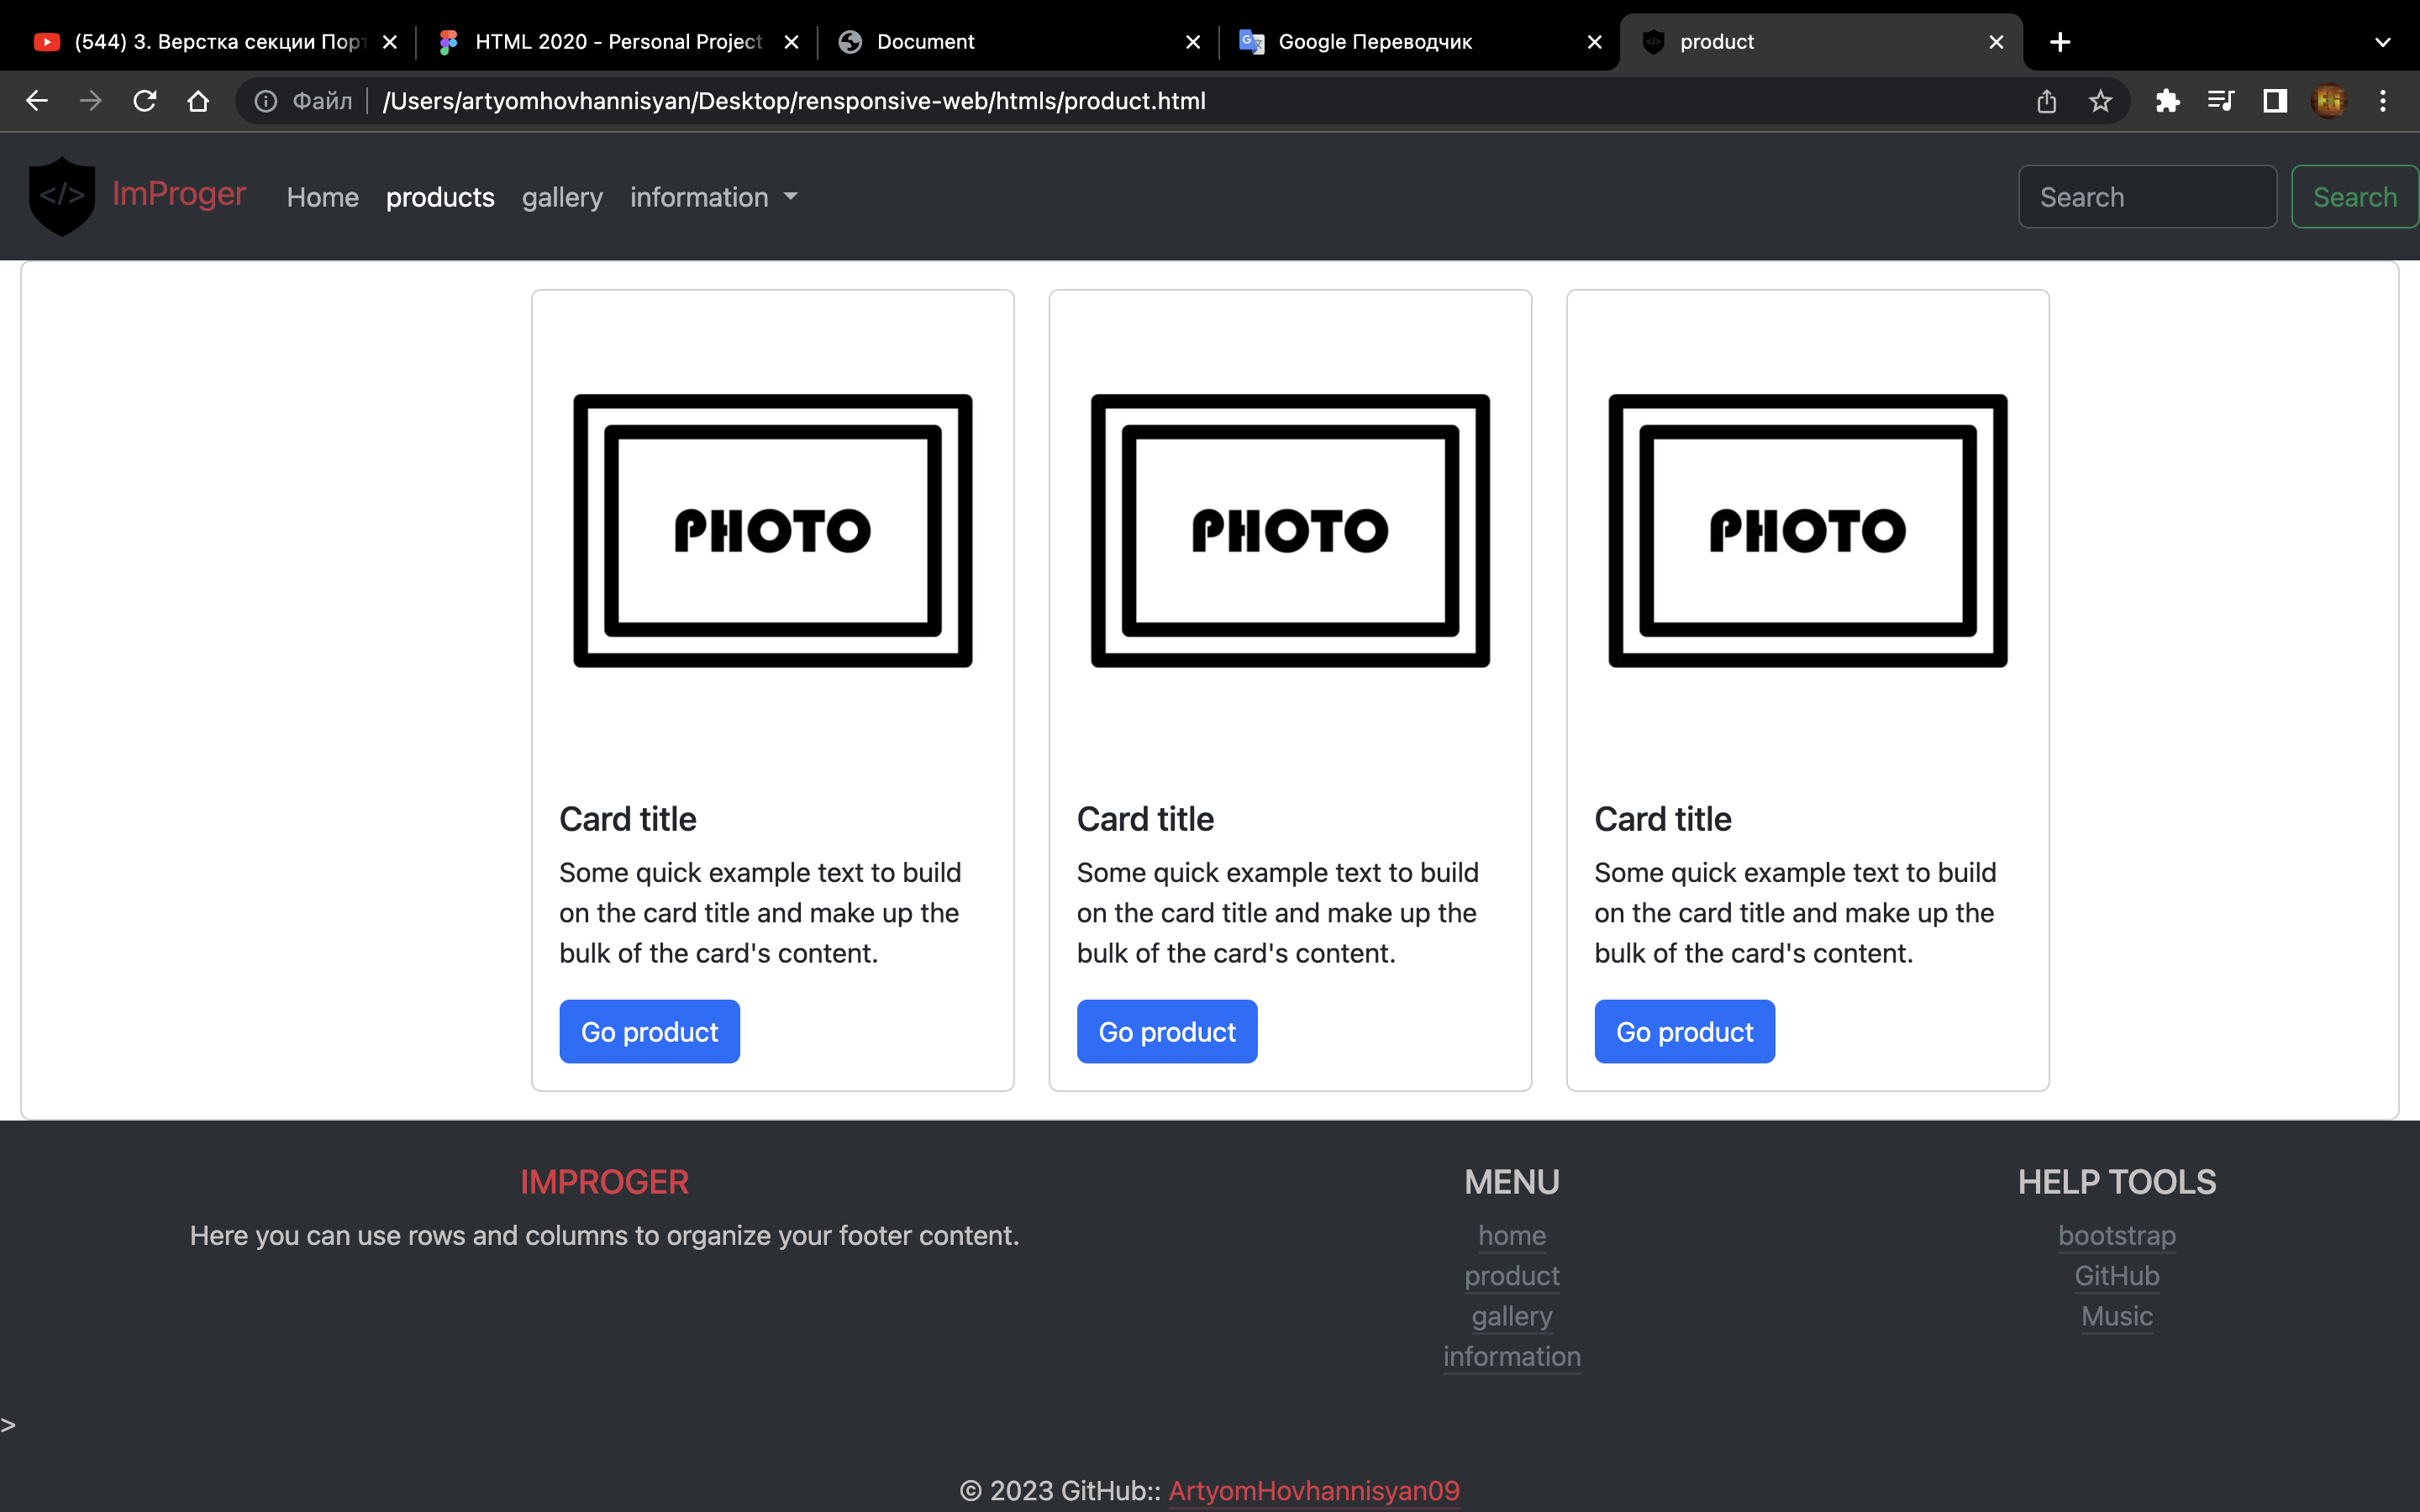 (544) 3. Верстка секции Порт
HTML 2020 - Personal Project
Document
Google Переводчик
product
Файл
/Users/artyomhovhannisyan/Desktop/rensponsive-web/htmls/product.html
</> ImProger
Home
products
gallery
information
Search
Search
PHOTO
PHOTO
PHOTO
Card title
Some quick example text to build
on the card title and make up the
bulk of the card's content.
Go product
Card title
Some quick example text to build
on the card title and make up the
bulk of the card's content.
Go product
Card title
Some quick example text to build
on the card title and make up the
bulk of the card's content.
Go product
IMPROGER
Here you can use rows and columns to organize your footer content.
MENU
home
product
gallery
information
HELP TOOLS
bootstrap
GitHub
Music
>
© 2023 GitHub:: ArtyomHovhannisyan09